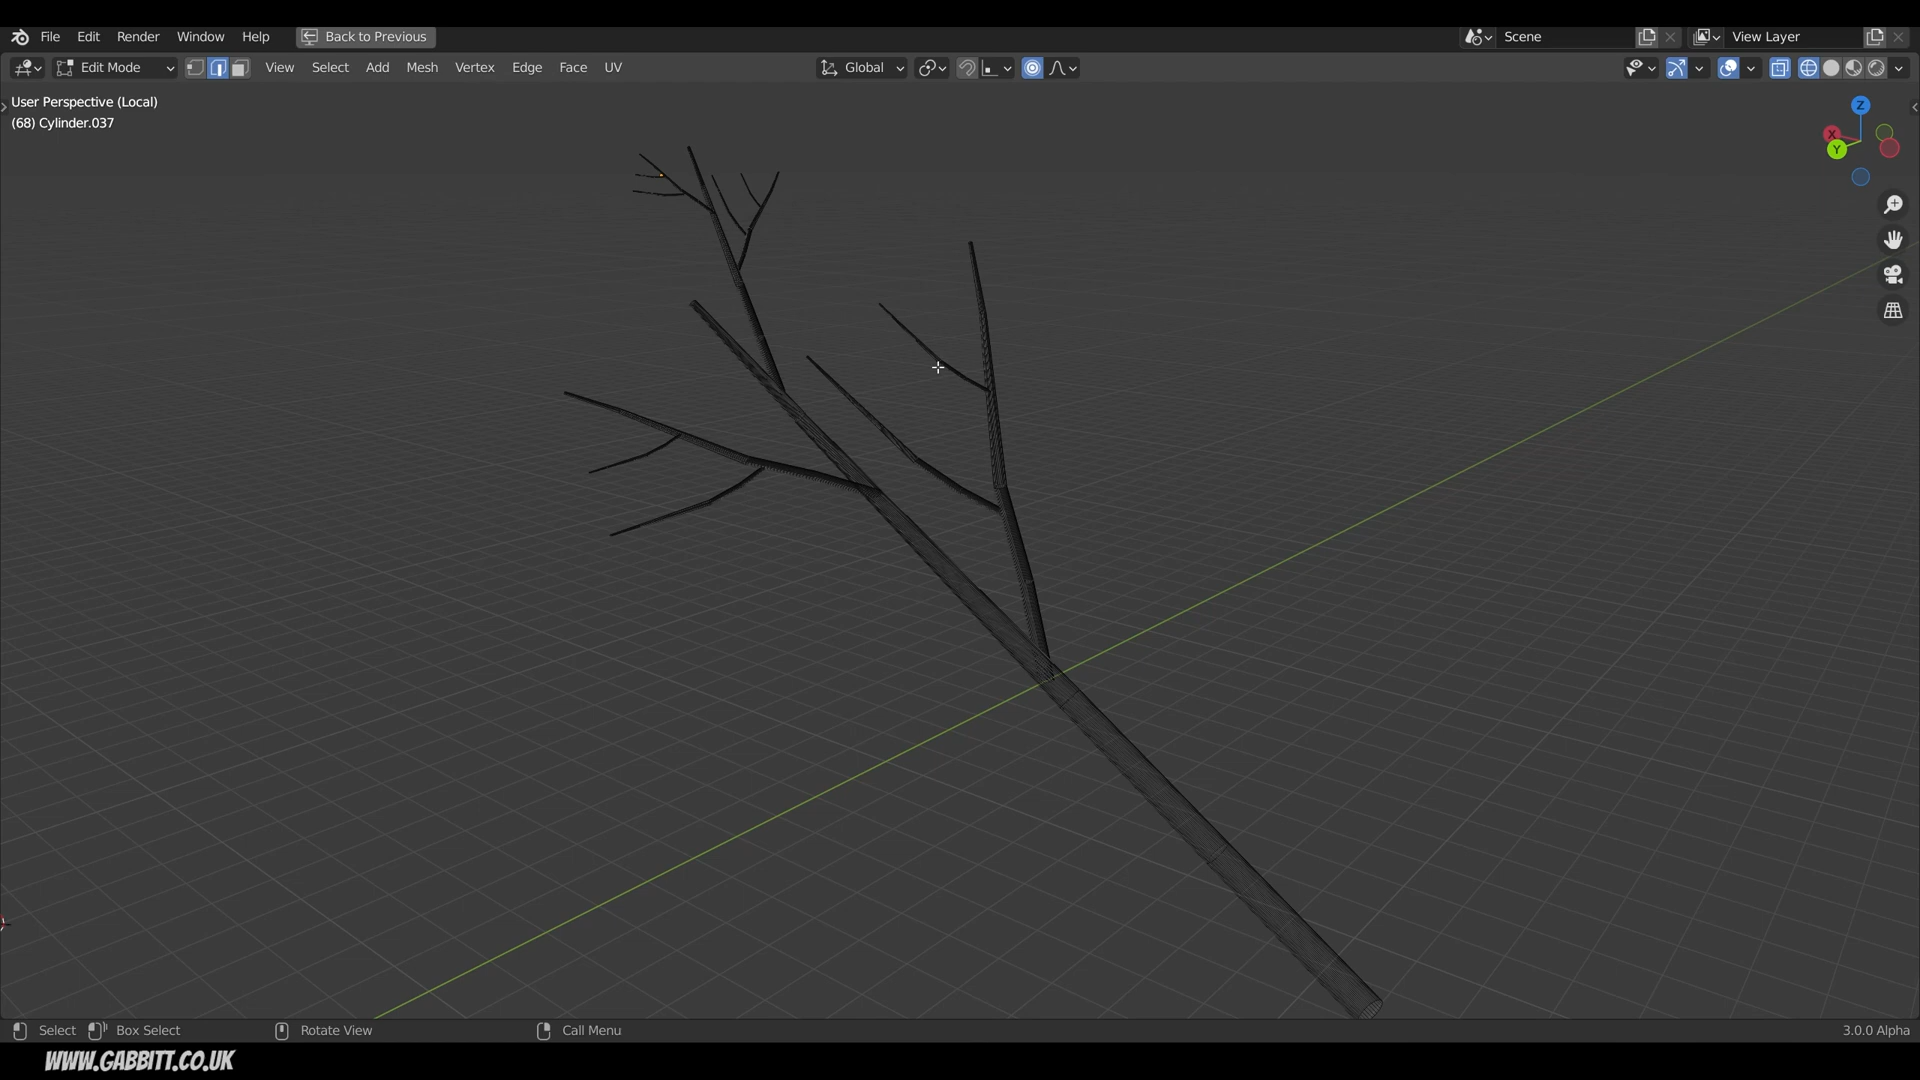 File Edit Render Window Help Back to Previous Scene View Layer
Edit Mode View Select Add Mesh Vertex Edge Face UV Global
User Perspective (Local)
(68) Cylinder.037
Z
X
Y
Select Box Select Rotate View Call Menu 3.0.0 Alpha
WWW.GABBITT.CO.UK